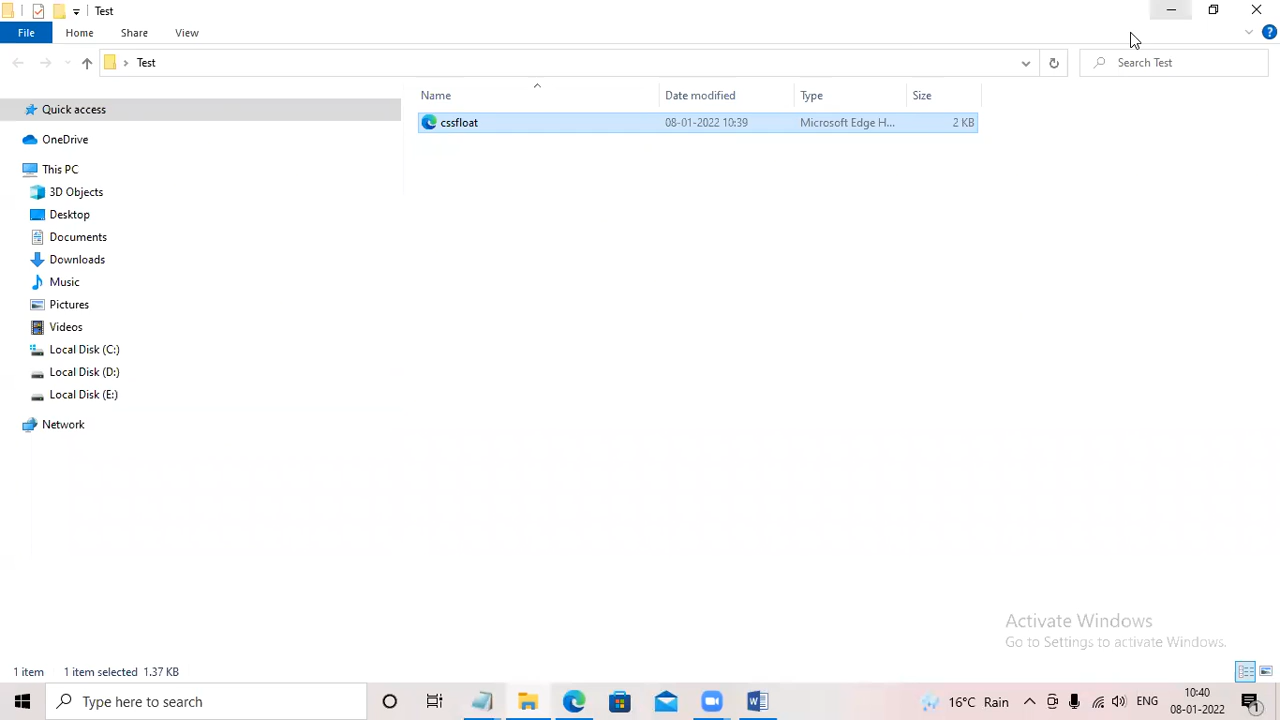 Test
File Home Share View
Test
Search Test
Name Date modified Type Size
Quick access
cssfloat 08-01-2022 10:39 Microsoft Edge H... 2 KB
OneDrive
This PC
3D Objects
Desktop
Documents
Downloads
Music
Pictures
Videos
Local Disk (C:)
Local Disk (D:)
Local Disk (E:)
Network
Activate Windows
Go to Settings to activate Windows.
1 item 1 item selected 1.37 KB
Type here to search
16°C Rain
ENG
10:40
08-01-2022
1